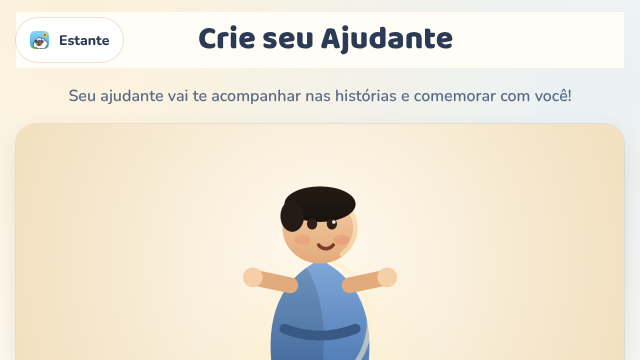 Estante
Crie seu Ajudante
Seu ajudante vai te acompanhar nas histórias e comemorar com você!